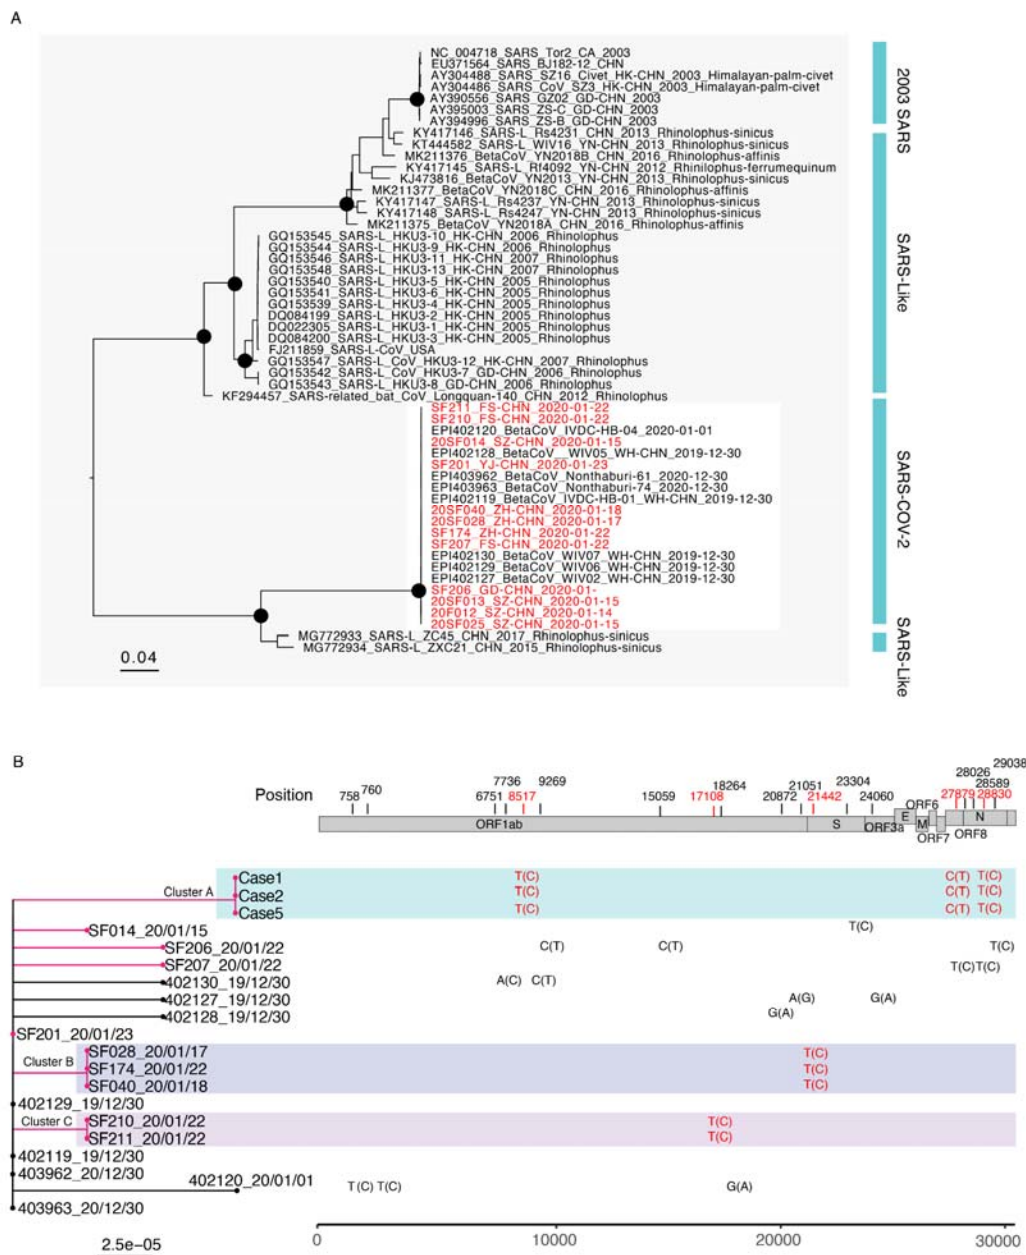 A
NC_004718_SARS_Tor2_CA_2003
EU371564_SARS_BJ182-12_CHN
AY304488_SARS_SZ16_Civet_HK-CHN_2003_Himalayan-palm-civet
AY304486_SARS_CoV_SZ3_HK-CHN_2003_Himalayan-palm-civet
AY390556_SARS_GZ02_GD-CHN_2003
AY395003_SARS_ZS-C_GD-CHN_2003
AY394996_SARS_ZS-B_GD-CHN_2003
KY417146_SARS-L_Rs4231_CHN_2013_Rhinolophus-sinicus
KT444582_SARS-L_WIV16_YN-CHN_2013_Rhinolophus-sinicus
MK211376_BetaCoV_YN2018B_CHN_2016_Rhinolophus-affinis
KY417145_SARS-L_Rf4092_YN-CHN_2012_Rhinilophus-ferrumequinum
KJ473816_BetaCoV_YN2013_YN-CHN_2013_Rhinolophus-sinicus
MK211377_BetaCoV_YN2018C_CHN_2016_Rhinolophus-affinis
KY417147_SARS-L_Rs4237_YN-CHN_2013_Rhinolophus-sinicus
KY417148_SARS-L_Rs4247_YN-CHN_2013_Rhinolophus-sinicus
MK211375_BetaCoV_YN2018A_CHN_2016_Rhinolophus-affinis
GQ153545_SARS-L_HKU3-10_HK-CHN_2006_Rhinolophus
GQ153544_SARS-L_HKU3-9_HK-CHN_2006_Rhinolophus
GQ153546_SARS-L_HKU3-11_HK-CHN_2007_Rhinolophus
GQ153548_SARS-L_HKU3-13_HK-CHN_2007_Rhinolophus
GQ153540_SARS-L_HKU3-5_HK-CHN_2005_Rhinolophus
GQ153541_SARS-L_HKU3-6_HK-CHN_2005_Rhinolophus
GQ153539_SARS-L_HKU3-4_HK-CHN_2005_Rhinolophus
DQ084199_SARS-L_HKU3-2_HK-CHN_2005_Rhinolophus
DQ022305_SARS-L_HKU3-1_HK-CHN_2005_Rhinolophus
DQ084200_SARS-L_HKU3-3_HK-CHN_2005_Rhinolophus
FJ211859_SARS-L-CoV_USA
GQ153547_SARS-L_CoV_HKU3-12_HK-CHN_2007_Rhinolophus
GQ153542_SARS-L_CoV_HKU3-7_GD-CHN_2006_Rhinolophus
GQ153543_SARS-L_HKU3-8_GD-CHN_2006_Rhinolophus
KF294457_SARS-related_bat_CoV_Longquan-140_CHN_2012_Rhinolophus
SF211_FS-CHN_2020-01-22
SF210_FS-CHN_2020-01-22
EPI402120_BetaCoV_IVDC-HB-04_2020-01-01
20SF014_SZ-CHN_2020-01-15
EPI402128_BetaCoV__WIV05_WH-CHN_2019-12-30
SF201_YJ-CHN_2020-01-23
EPI403962_BetaCoV_Nonthaburi-61_2020-12-30
EPI403963_BetaCoV_Nonthaburi-74_2020-12-30
EPI402119_BetaCoV_IVDC-HB-01_WH-CHN_2019-12-30
20SF040_ZH-CHN_2020-01-18
20SF028_ZH-CHN_2020-01-17
SF174_ZH-CHN_2020-01-22
SF207_FS-CHN_2020-01-22
EPI402130_BetaCoV_WIV07_WH-CHN_2019-12-30
EPI402129_BetaCoV_WIV06_WH-CHN_2019-12-30
EPI402127_BetaCoV_WIV02_WH-CHN_2019-12-30
SF206_GD-CHN_2020-01-
20SF013_SZ-CHN_2020-01-15
20F012_SZ-CHN_2020-01-14
20SF025_SZ-CHN_2020-01-15
MG772933_SARS-L_ZC45_CHN_2017_Rhinolophus-sinicus
MG772934_SARS-L_ZXC21_CHN_2015_Rhinolophus-sinicus
0.04
2003 SARS
SARS-Like
SARS-COV-2
SARS-Like
B
Position
29038
7736 9269 23304 28026 28589
758 760 6751 8517 15059 17108 18264 20872 21051 21442 24060 27879 28830
ORF1ab S ORF3a E M ORF6 ORF7 ORF8 N
Cluster A
Case1 T(C) C(T) T(C)
Case2 T(C) C(T) T(C)
Case5 T(C) C(T) T(C)
SF014_20/01/15 T(C)
SF206_20/01/22 C(T) C(T) T(C)
SF207_20/01/22 T(C)T(C)
402130_19/12/30 A(C) C(T)
402127_19/12/30 A(G) G(A)
402128_19/12/30 G(A)
SF201_20/01/23
Cluster B
SF028_20/01/17 T(C)
SF174_20/01/22 T(C)
SF040_20/01/18 T(C)
402129_19/12/30
Cluster C
SF210_20/01/22 T(C)
SF211_20/01/22 T(C)
402119_19/12/30
403962_20/12/30
402120_20/01/01 T(C) T(C) G(A)
403963_20/12/30
2.5e-05
0 10000 20000 30000